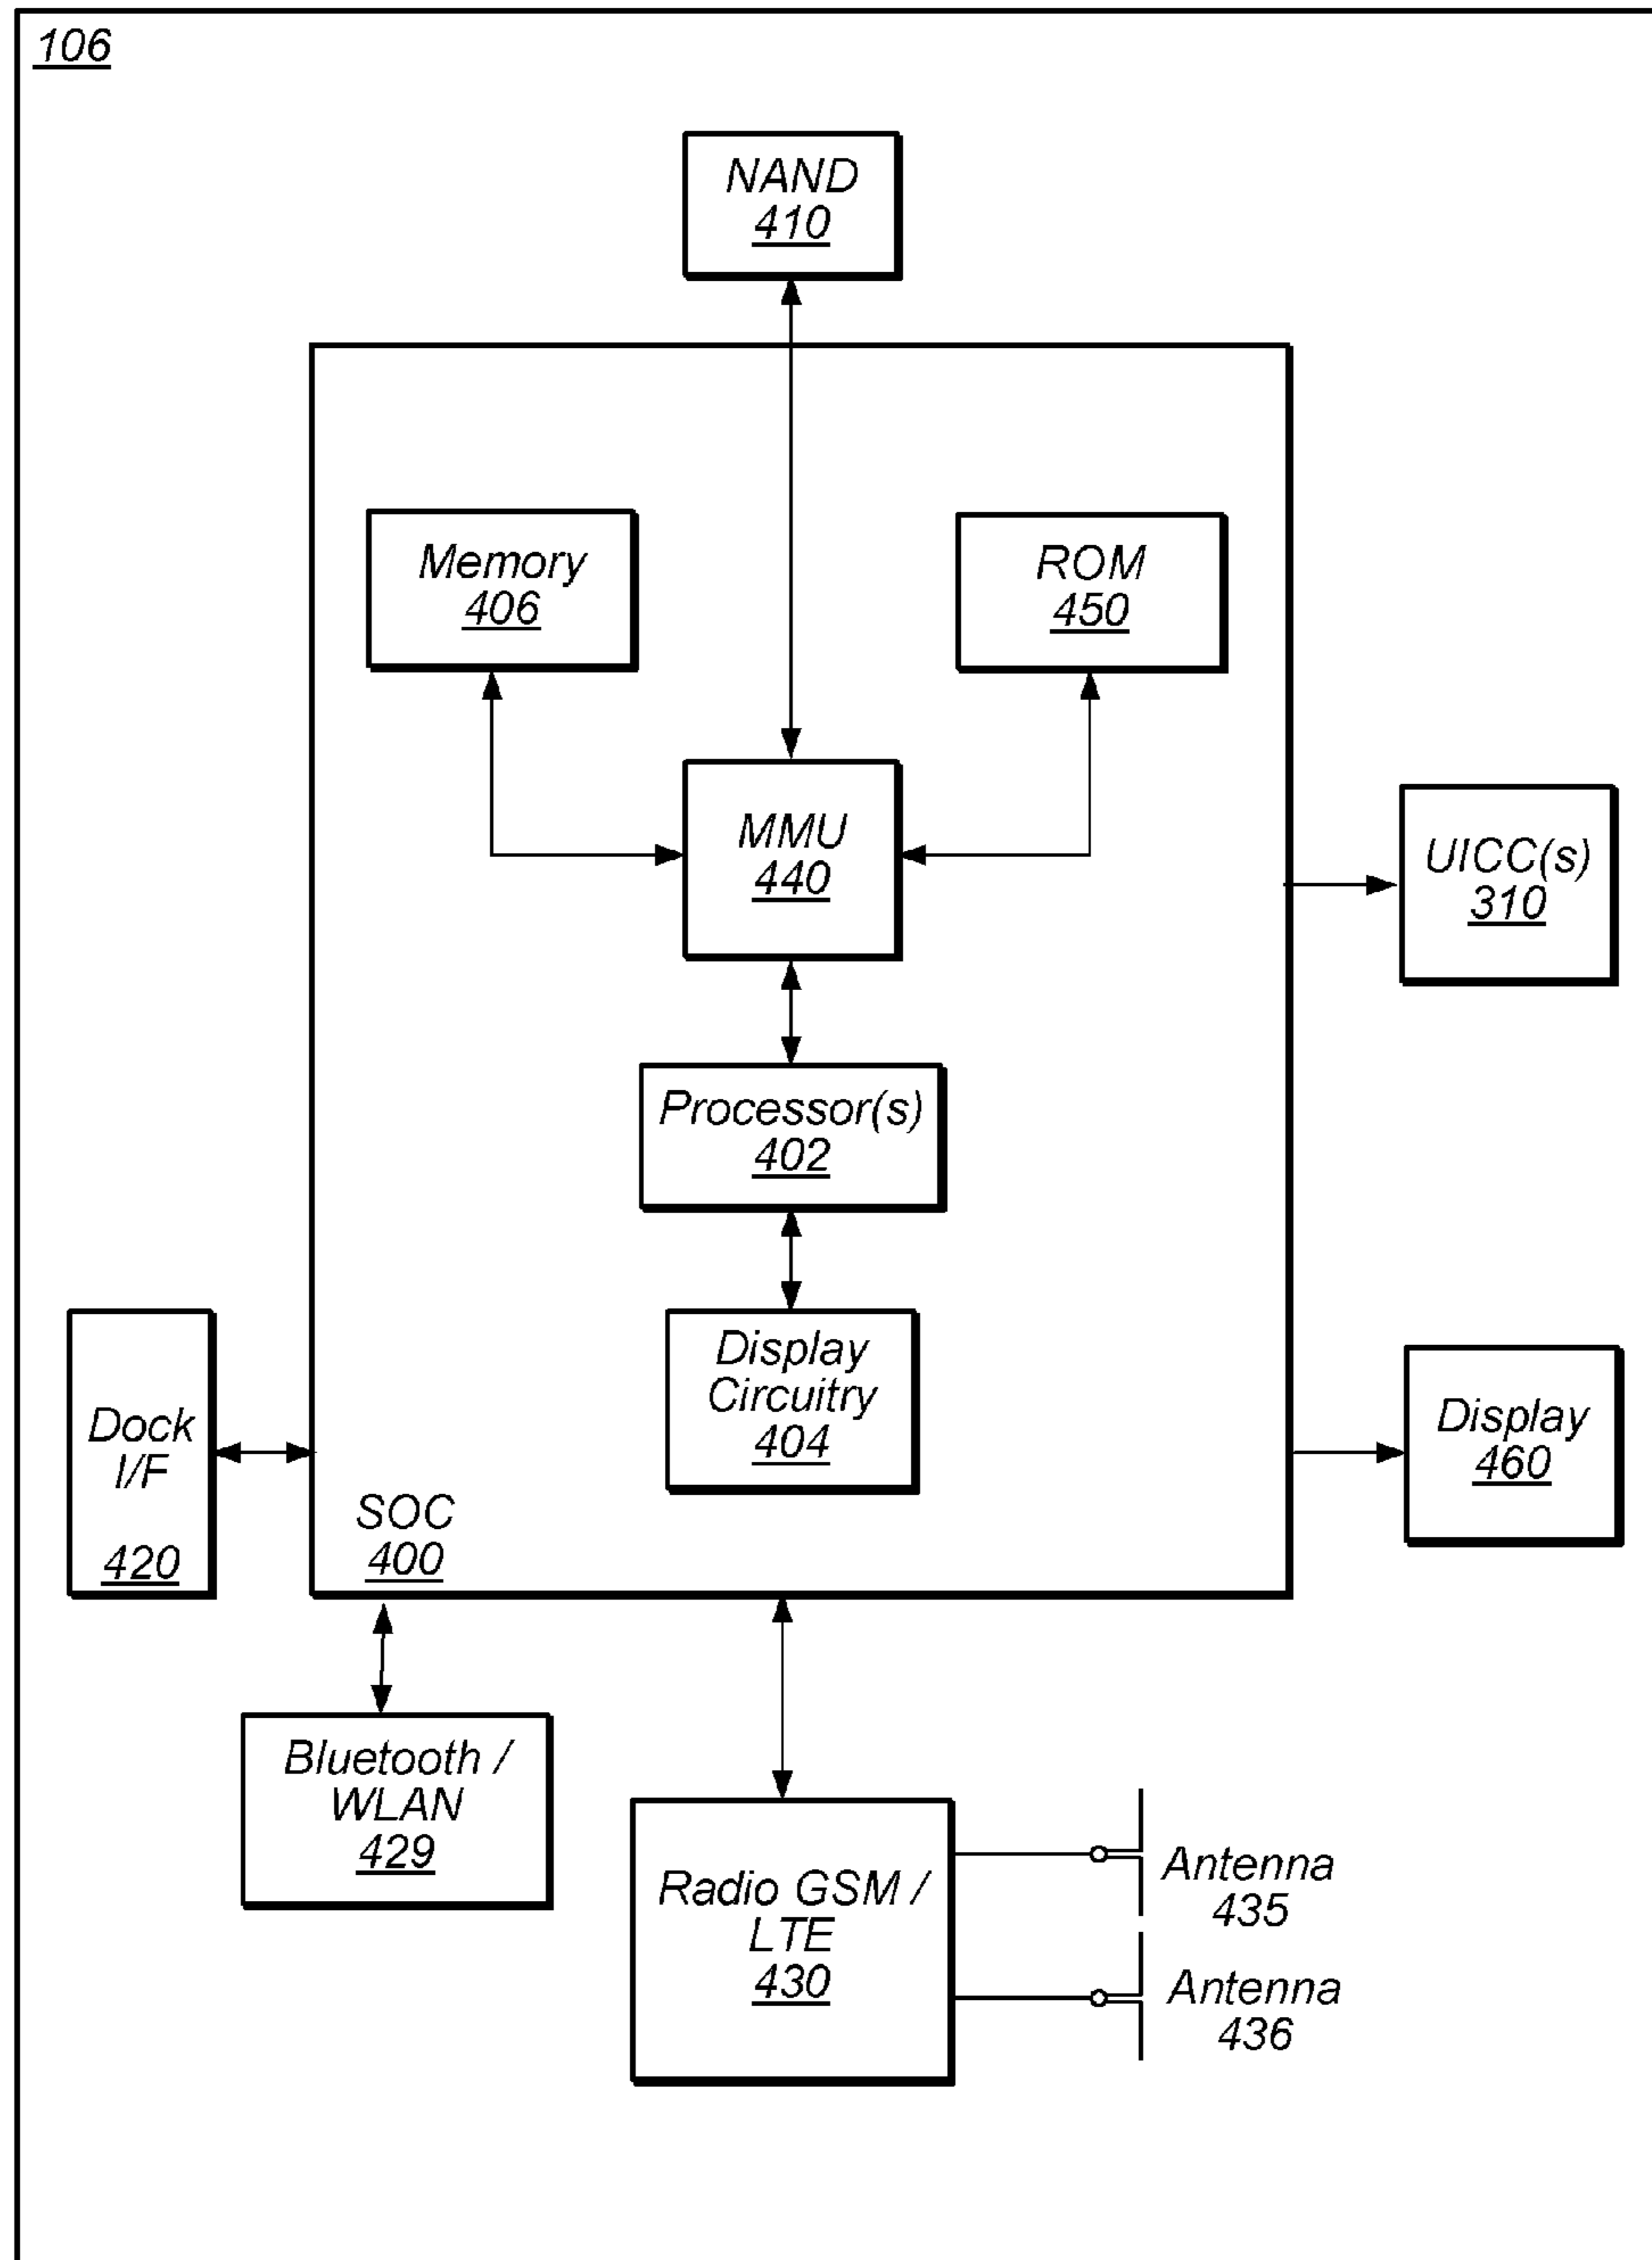 106
NAND
410
Memory
406
ROM
450
MMU
440
UICC(s)
310
Processor(s)
402
Display
Circuitry
404
Dock
I/F
420
Display
460
SOC
400
Bluetooth /
WLAN
429
Radio GSM /
LTE
430
Antenna
435
Antenna
436